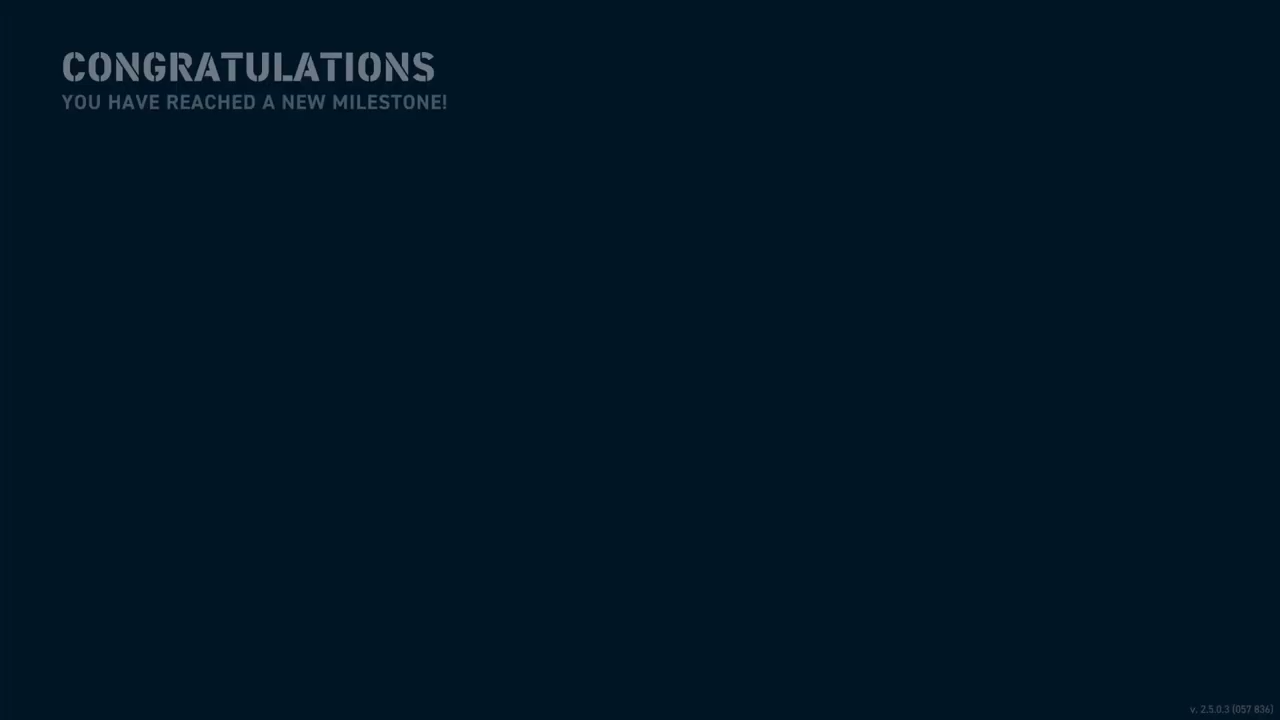 CONGRATULATIONS
YOU HAVE REACHED A NEW MILESTONE!
v. 2.5.0.3 (057 836)